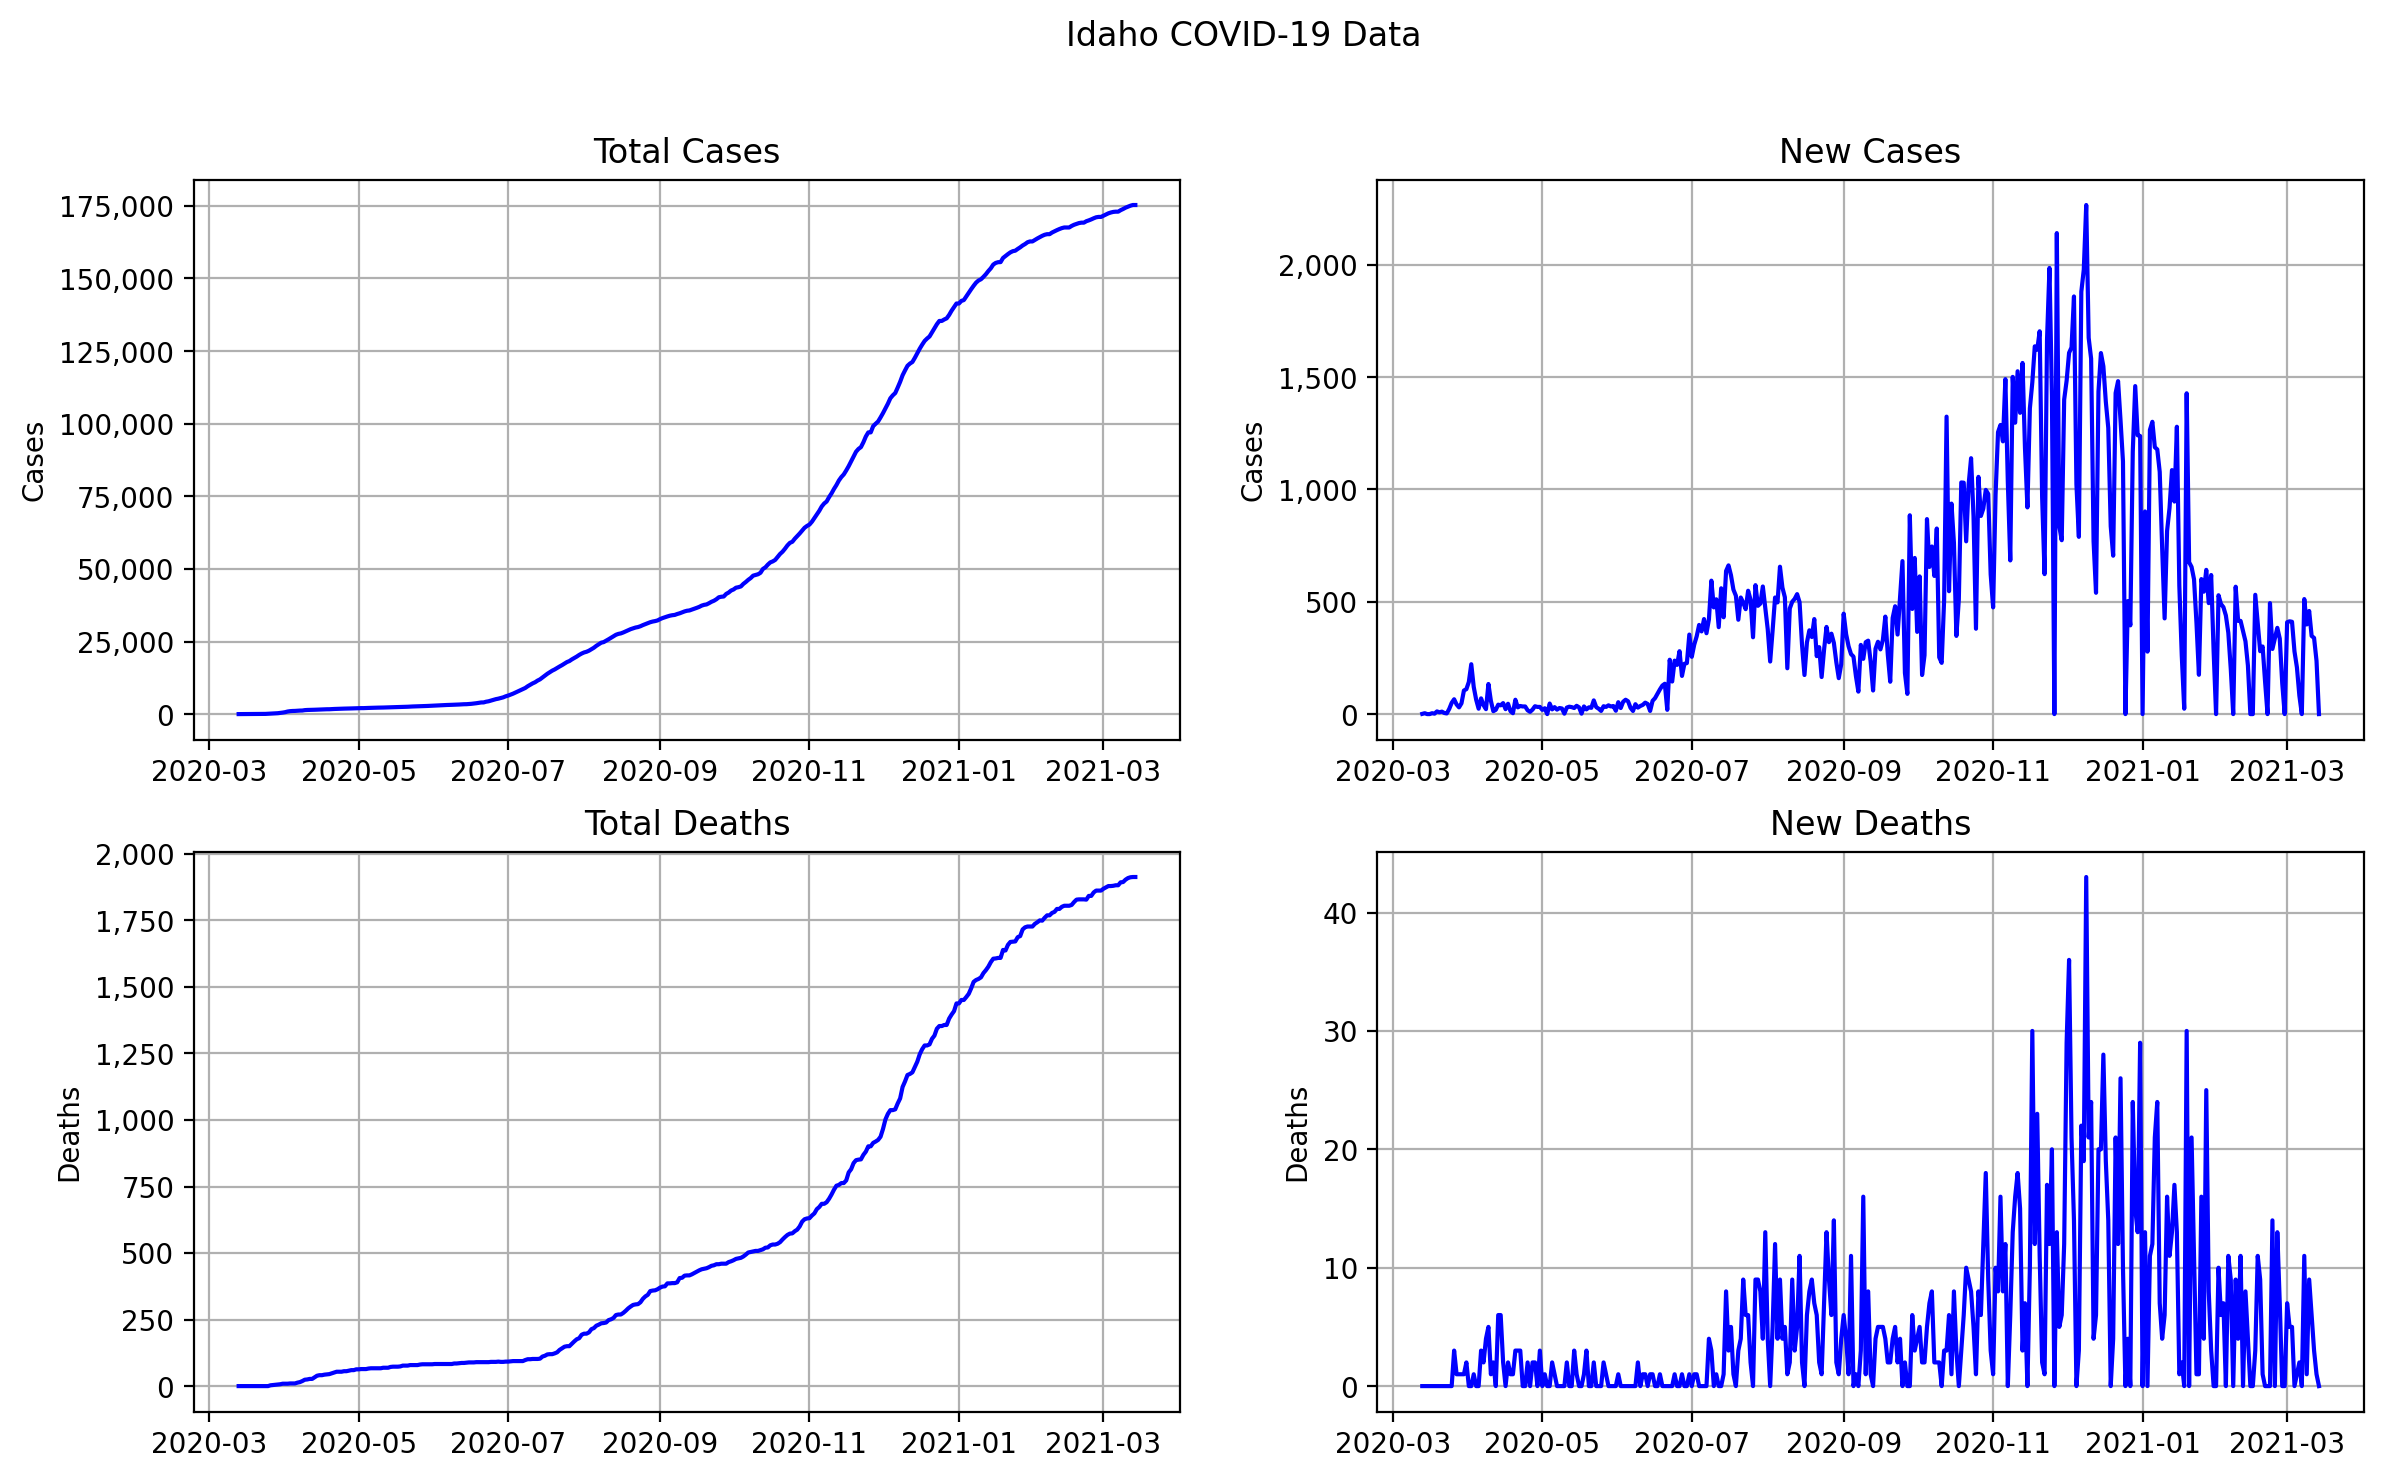 Idaho COVID-19 Data
Total Cases
175,000
150,000
125,000
100,000
75,000
50,000
25,000
0
Cases
2020-03 2020-05 2020-07 2020-09 2020-11 2021-01 2021-03
New Cases
2,000
1,500
1,000
500
0
Cases
2020-03 2020-05 2020-07 2020-09 2020-11 2021-01 2021-03
Total Deaths
2,000
1,750
1,500
1,250
1,000
750
500
250
0
Deaths
2020-03 2020-05 2020-07 2020-09 2020-11 2021-01 2021-03
New Deaths
40
30
20
10
0
Deaths
2020-03 2020-05 2020-07 2020-09 2020-11 2021-01 2021-03